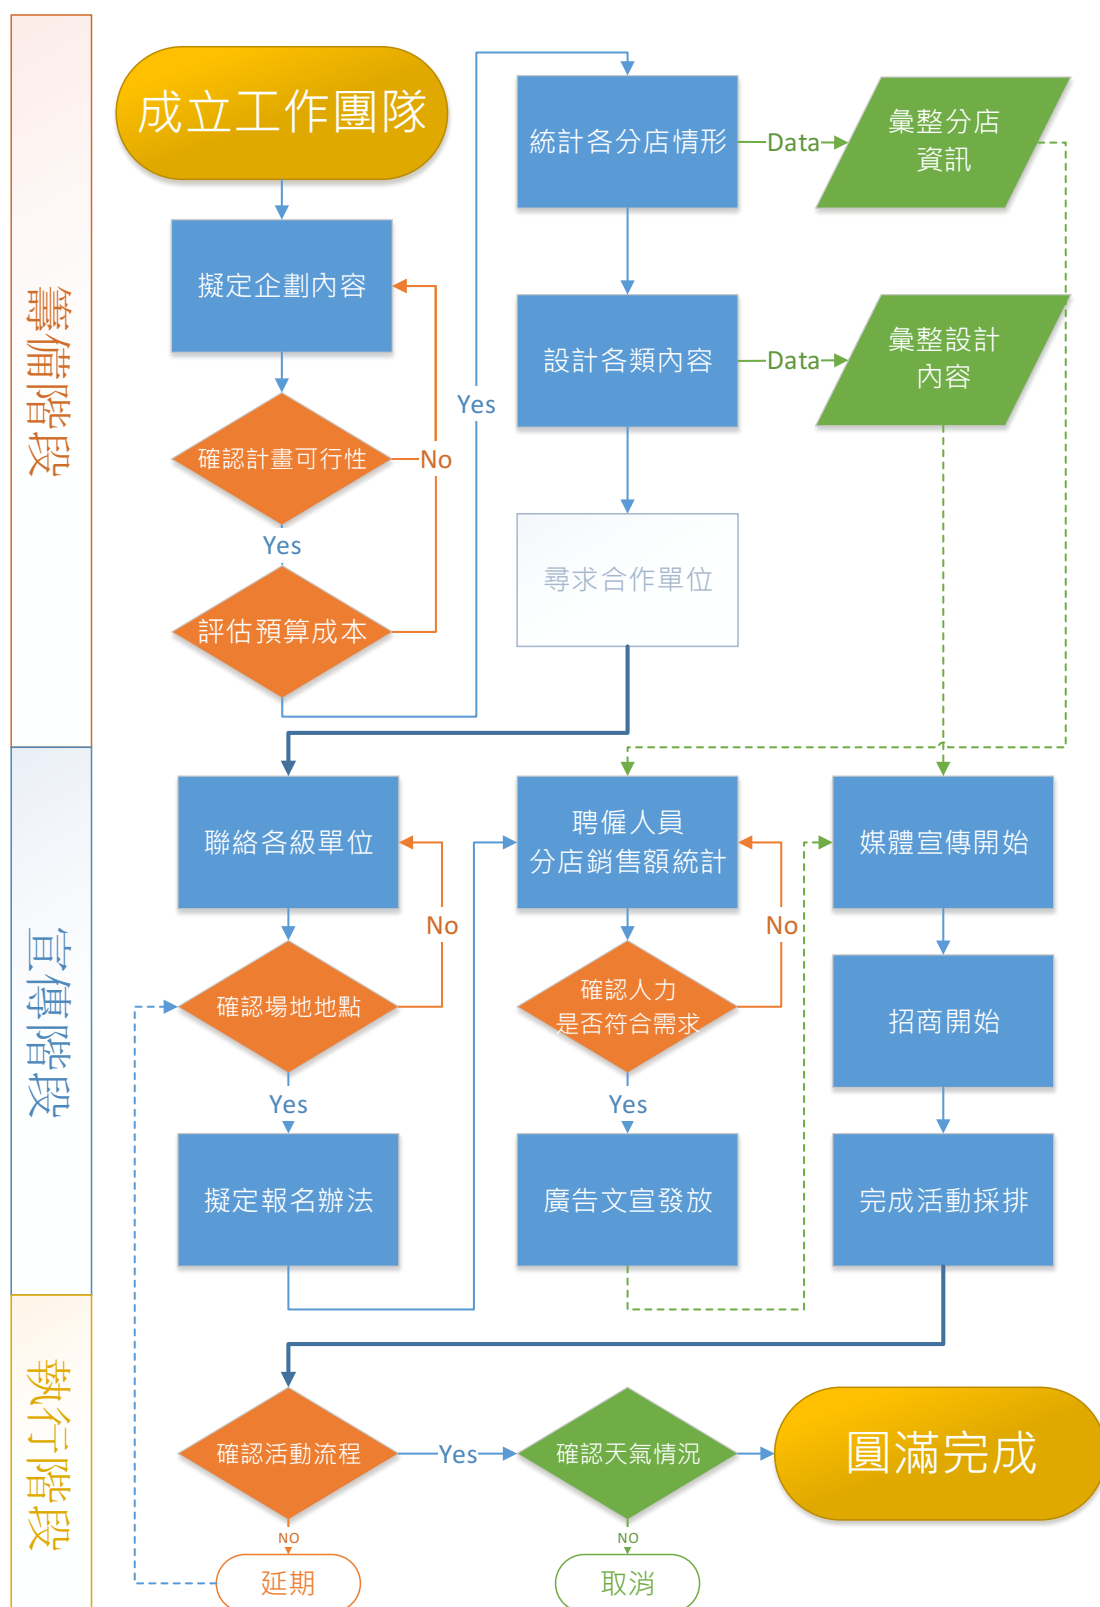 籌備階段
成立工作團隊
擬定企劃內容
確認計畫可行性
No
Yes
評估預算成本
Yes
統計各分店情形
Data
彙整分店
資訊
設計各類內容
Data
彙整設計
內容
尋求合作單位
宣傳階段
聯絡各級單位
No
確認場地地點
Yes
擬定報名辦法
聘僱人員
分店銷售額統計
No
確認人力
是否符合需求
Yes
廣告文宣發放
媒體宣傳開始
招商開始
完成活動採排
執行階段
確認活動流程
Yes
NO
延期
確認天氣情況
NO
取消
圓滿完成